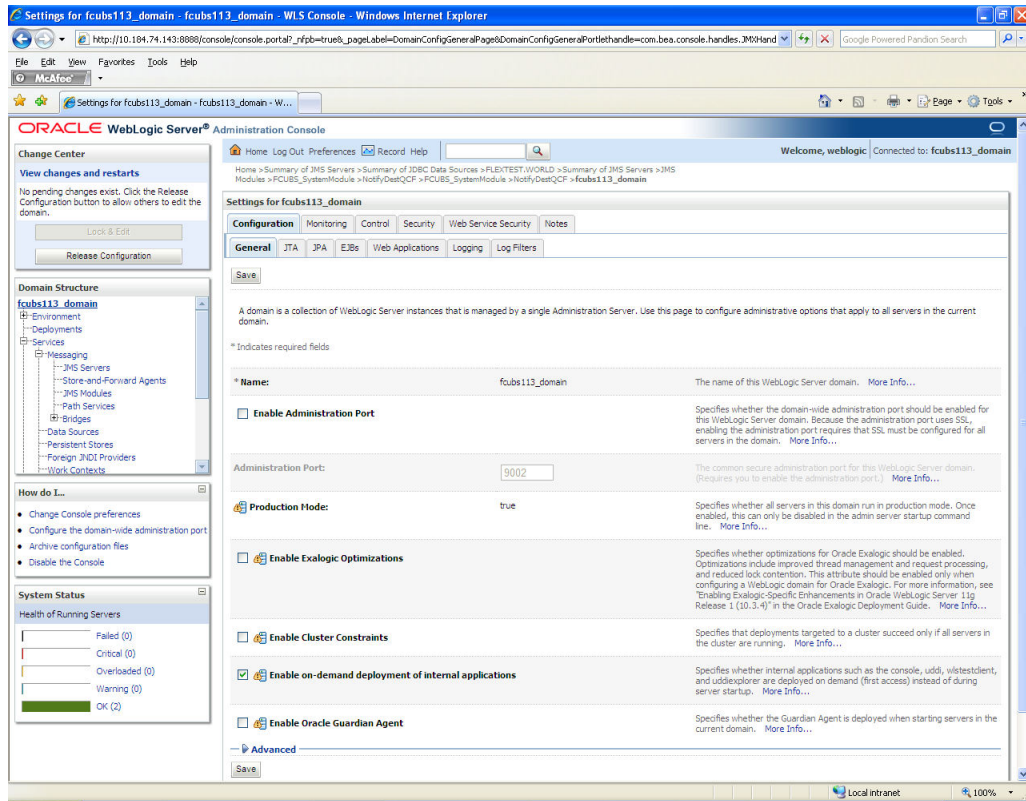 Settings for fcubs113_domain - fcubs113_domain - WLS Console - Windows Internet Explorer
http://10.184.74.143:8888/console/console.portal?_nfpb=true&_pageLabel=DomainConfigGeneralPage&DomainConfigGeneralPortlethandle=com.bea.console.handles.JMXHand
Google Powered Pandion Search
File Edit View Favorites Tools Help
McAfee
Settings for fcubs113_domain - fcubs113_domain - W...
Page Tools
ORACLE WebLogic Server® Administration Console
Change Center
View changes and restarts
No pending changes exist. Click the Release
Configuration button to allow others to edit the
domain.
Lock & Edit
Release Configuration
Domain Structure
fcubs113_domain
Environment
Deployments
Services
Messaging
JMS Servers
Store-and-Forward Agents
JMS Modules
Path Services
Bridges
Data Sources
Persistent Stores
Foreign JNDI Providers
Work Contexts
How do I...
Change Console preferences
Configure the domain-wide administration port
Archive configuration files
Disable the Console
System Status
Health of Running Servers
Failed (0)
Critical (0)
Overloaded (0)
Warning (0)
OK (2)
Home Log Out Preferences Record Help
Welcome, weblogic Connected to: fcubs113_domain
Home >Summary of JMS Servers >Summary of JDBC Data Sources >FLEXTEST.WORLD >Summary of JMS Servers >JMS
Modules >FCUBS_SystemModule >NotifyDestQCF >FCUBS_SystemModule >NotifyDestQCF >fcubs113_domain
Settings for fcubs113_domain
Configuration Monitoring Control Security Web Service Security Notes
General JTA JPA EJBs Web Applications Logging Log Filters
Save
A domain is a collection of WebLogic Server instances that is managed by a single Administration Server. Use this page to configure administrative options that apply to all servers in the current
domain.
* Indicates required fields
* Name: fcubs113_domain The name of this WebLogic Server domain. More Info...
Enable Administration Port
Specifies whether the domain-wide administration port should be enabled for
this WebLogic Server domain. Because the administration port uses SSL,
enabling the administration port requires that SSL must be configured for all
servers in the domain. More Info...
Administration Port: 9002
The common secure administration port for this WebLogic Server domain.
(Requires you to enable the administration port.) More Info...
Production Mode: true
Specifies whether all servers in this domain run in production mode. Once
enabled, this can only be disabled in the admin server startup command
line. More Info...
Enable Exalogic Optimizations
Specifies whether optimizations for Oracle Exalogic should be enabled.
Optimizations include improved thread management and request processing,
and reduced lock contention. This attribute should be enabled only when
configuring a WebLogic domain for Oracle Exalogic. For more information, see
"Enabling Exalogic-Specific Enhancements in Oracle WebLogic Server 11g
Release 1 (10.3.4)" in the Oracle Exalogic Deployment Guide. More Info...
Enable Cluster Constraints
Specifies that deployments targeted to a cluster succeed only if all servers in
the cluster are running. More Info...
Enable on-demand deployment of internal applications
Specifies whether internal applications such as the console, uddi, wlstestclient,
and uddiexplorer are deployed on demand (first access) instead of during
server startup. More Info...
Enable Oracle Guardian Agent
Specifies whether the Guardian Agent is deployed when starting servers in the
current domain. More Info...
Advanced
Save
Local intranet 100%